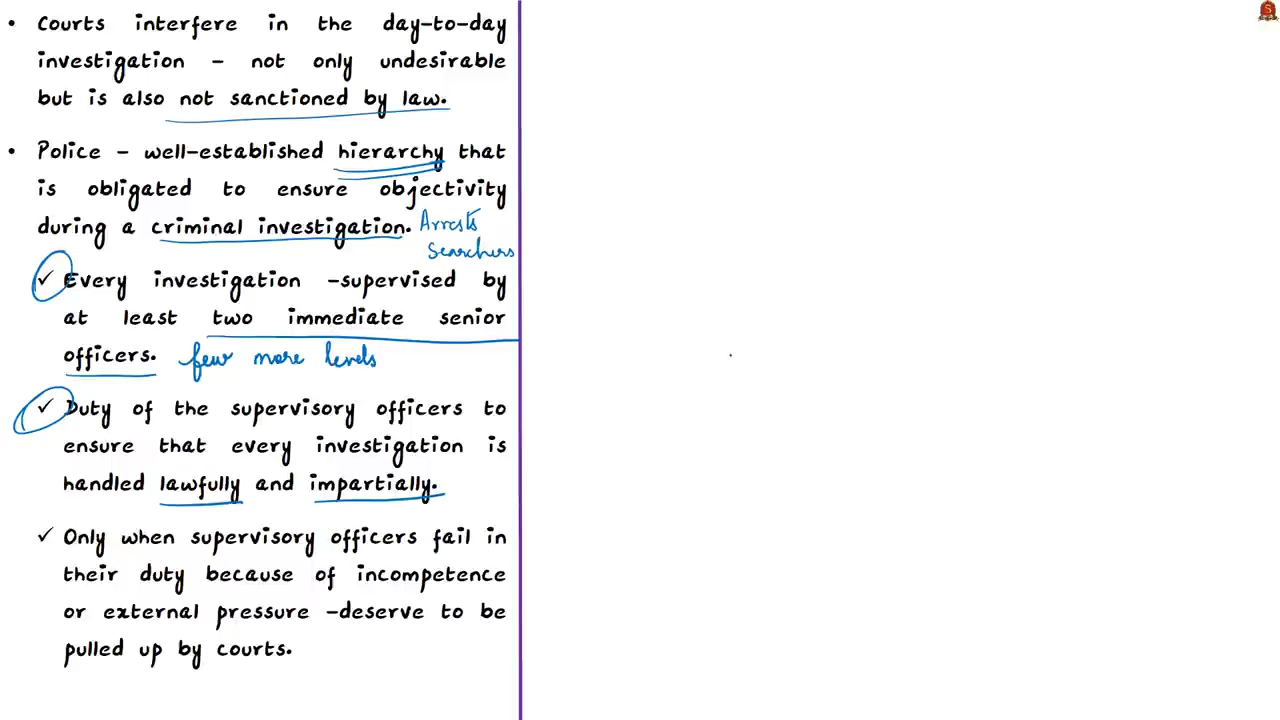 • Courts interfere in the day-to-day
investigation - not only undesirable
but is also not sanctioned by law.
• Police - well-established hierarchy that
is obligated to ensure objectivity
during a criminal investigation. Arrests
Searchers
✓ Every investigation -supervised by
at least two immediate senior
officers. few more levels
✓ Duty of the supervisory officers to
ensure that every investigation is
handled lawfully and impartially.
✓ Only when supervisory officers fail in
their duty because of incompetence
or external pressure -deserve to be
pulled up by courts.